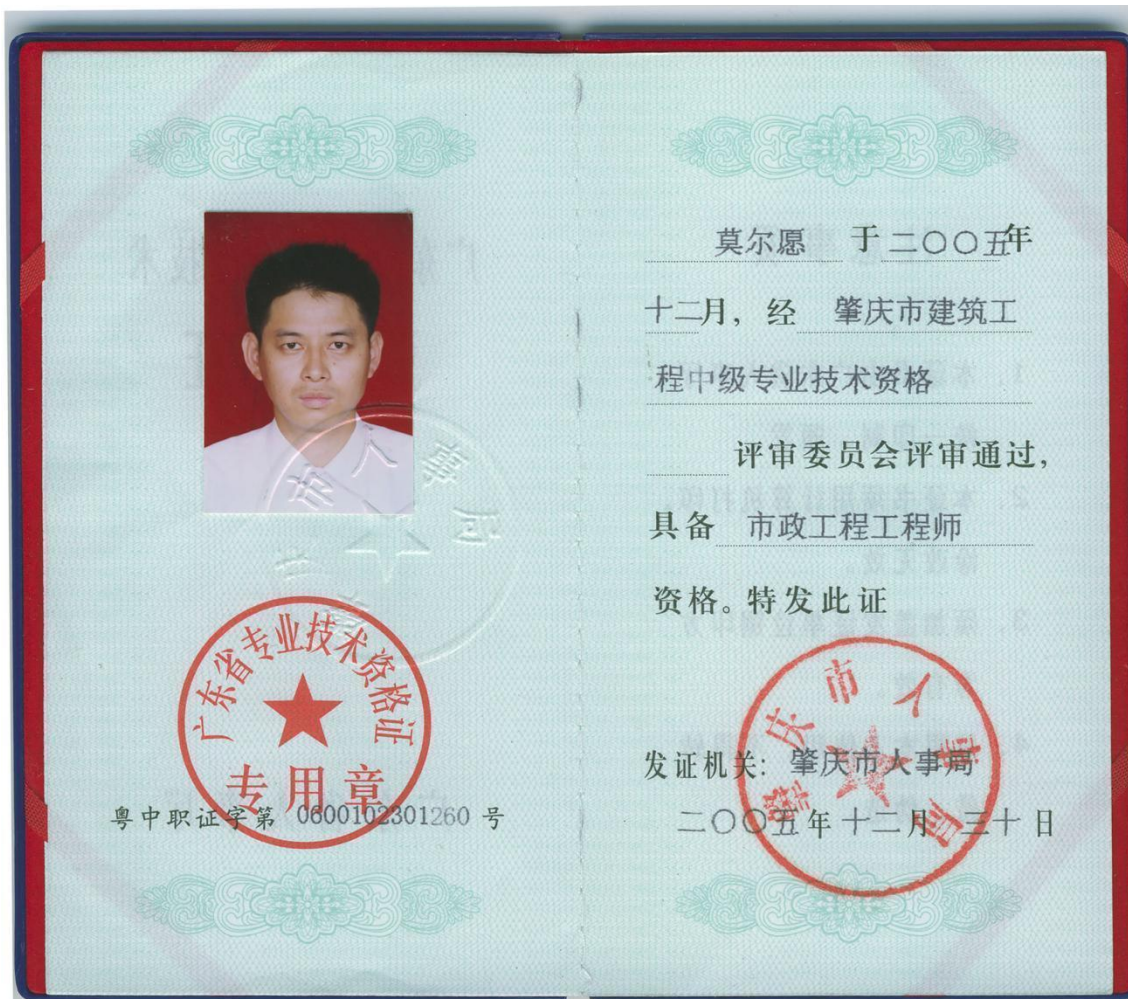 广东省专业技术资格证
专用章
粤中职证字第 0600102301260 号
莫尔愿 于二〇〇五年
十二月，经 肇庆市建筑工
程中级专业技术资格
评审委员会评审通过，
具备 市政工程工程师
资格。特发此证
肇庆市人事局
发证机关：肇庆市人事局
二〇〇五年十二月三十日